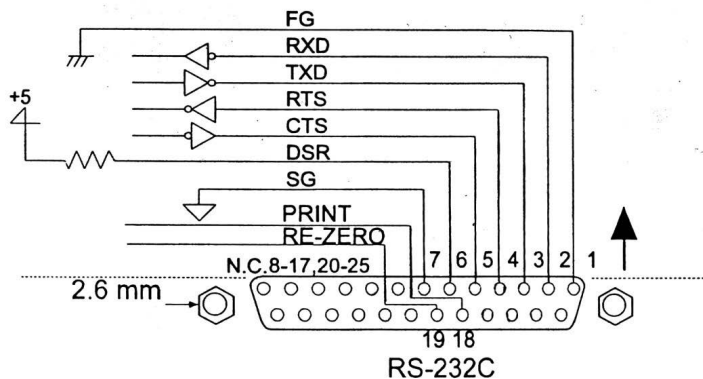 FG
RXD
TXD
+5
RTS
CTS
DSR
SG
PRINT
RE-ZERO
N.C.8-17,20-25 7 6 5 4 3 2 1
2.6 mm
19 18
RS-232C